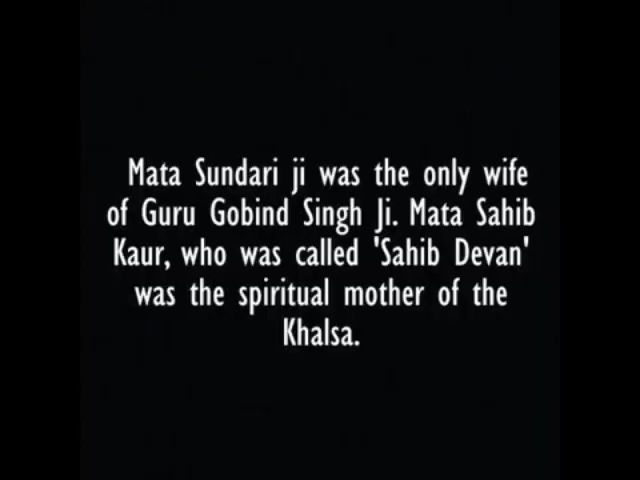 Mata Sundari ji was the only wife
of Guru Gobind Singh Ji. Mata Sahib
Kaur, who was called 'Sahib Devan'
was the spiritual mother of the
Khalsa.